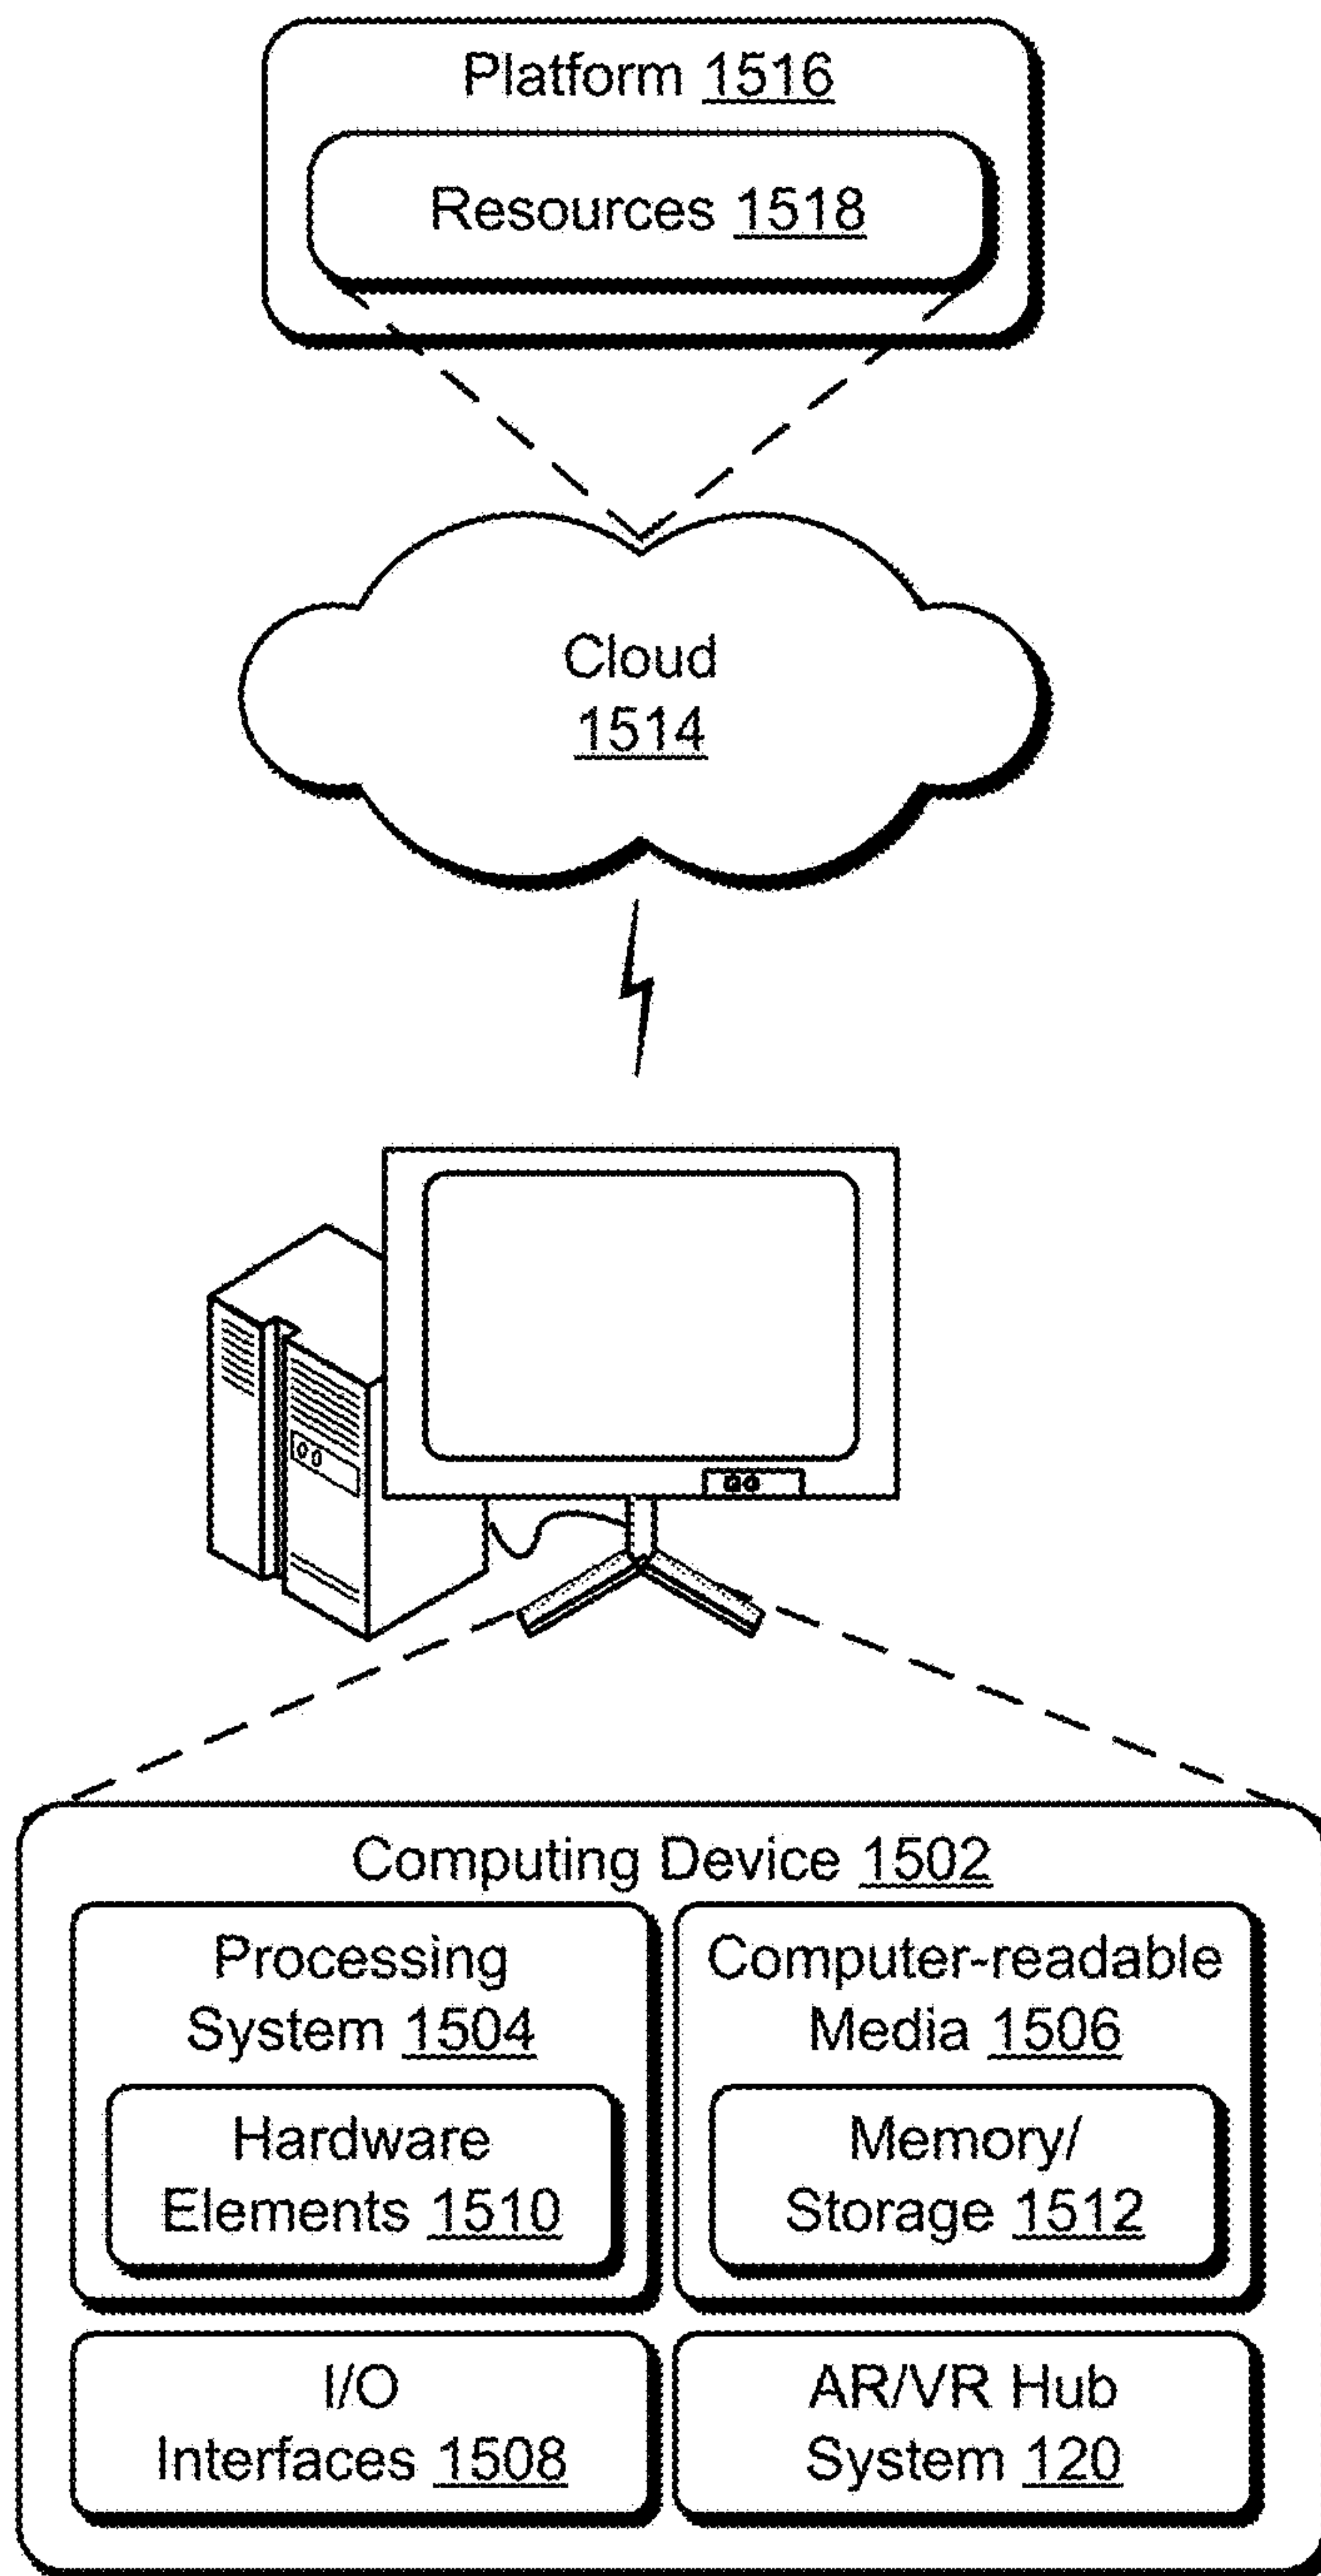 Platform 1516
Resources 1518
Cloud
1514
Computing Device 1502
Processing
System 1504
Hardware
Elements 1510
Computer-readable
Media 1506
Memory/
Storage 1512
I/O
Interfaces 1508
AR/VR Hub
System 120